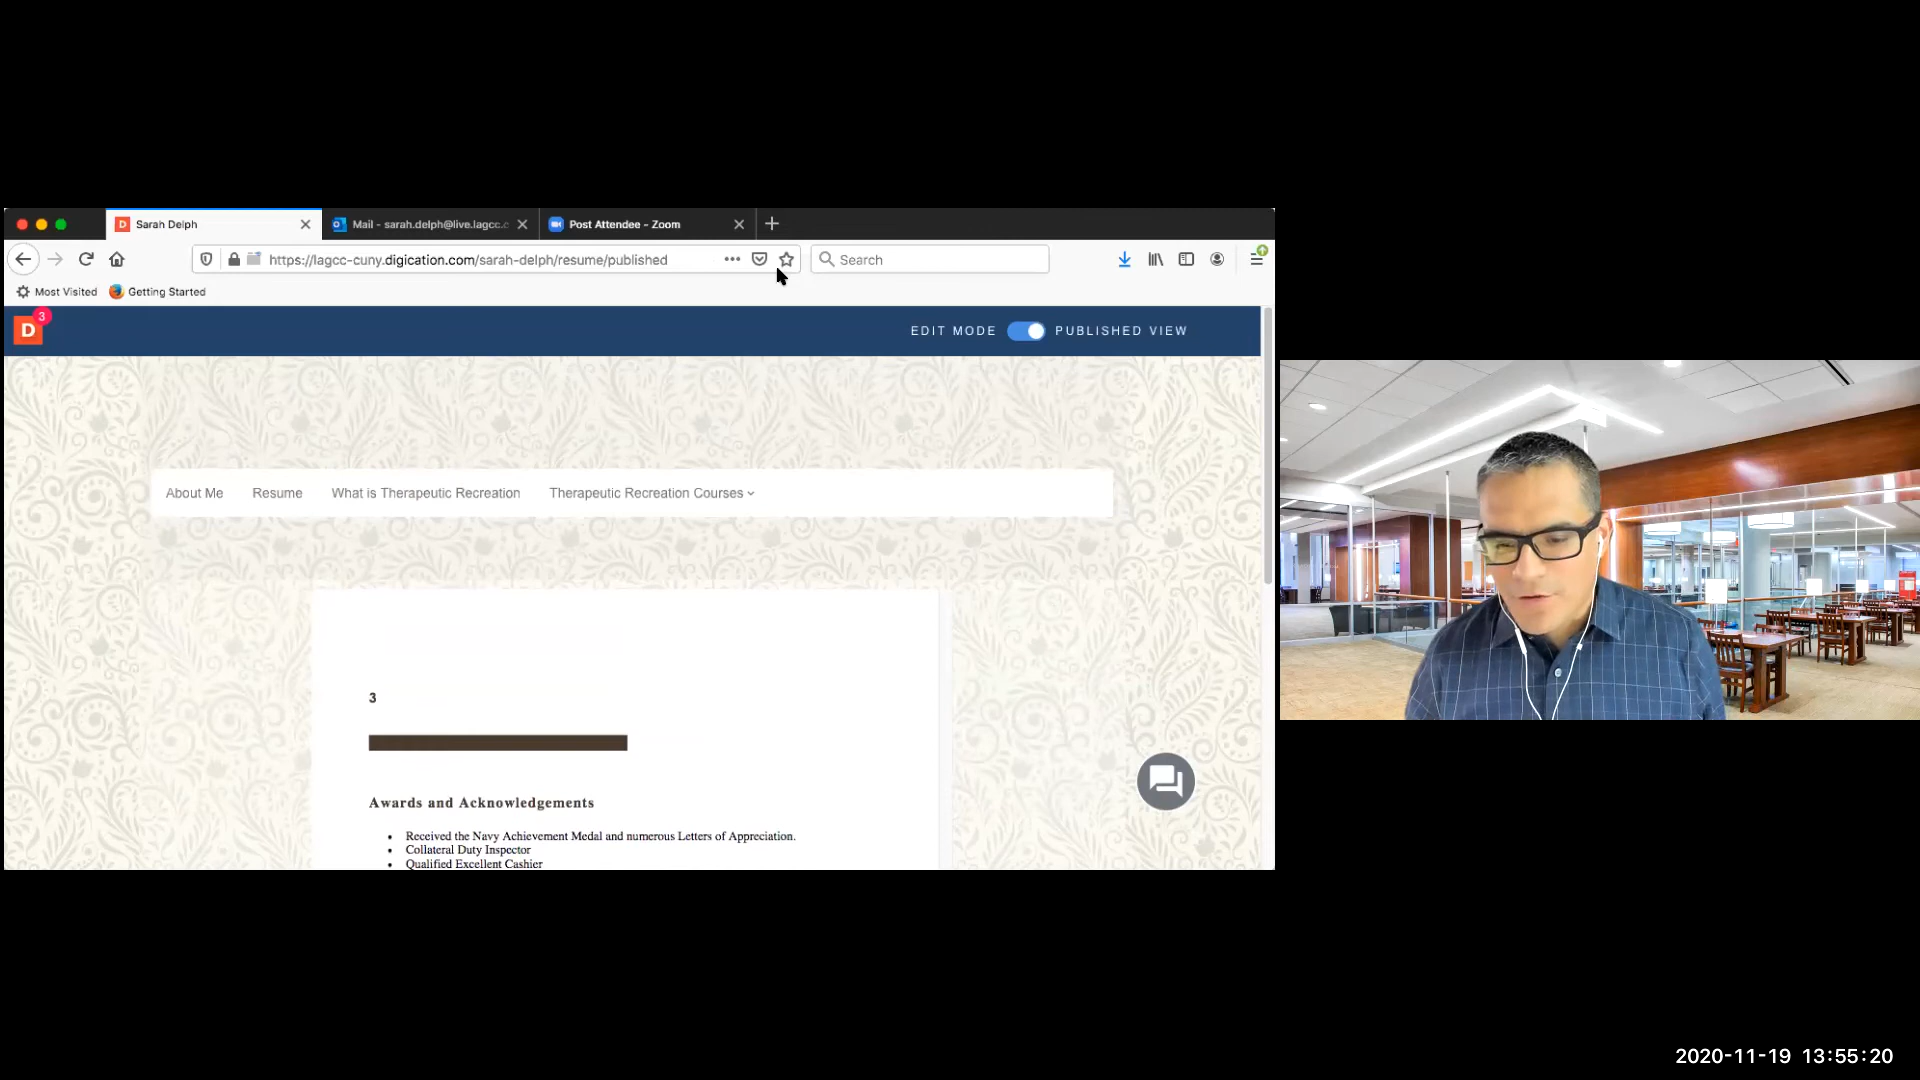 Sarah Delph
Mail - sarah.delph@live.lagcc.c
Post Attendee - Zoom
https://lagcc-cuny.digication.com/sarah-delph/resume/published
Search
Most Visited
Getting Started
D
3
EDIT MODE
PUBLISHED VIEW
About Me
Resume
What is Therapeutic Recreation
Therapeutic Recreation Courses
3
Awards and Acknowledgements
• Received the Navy Achievement Medal and numerous Letters of Appreciation.
• Collateral Duty Inspector
• Qualified Excellent Cashier
2020-11-19 13:55:20